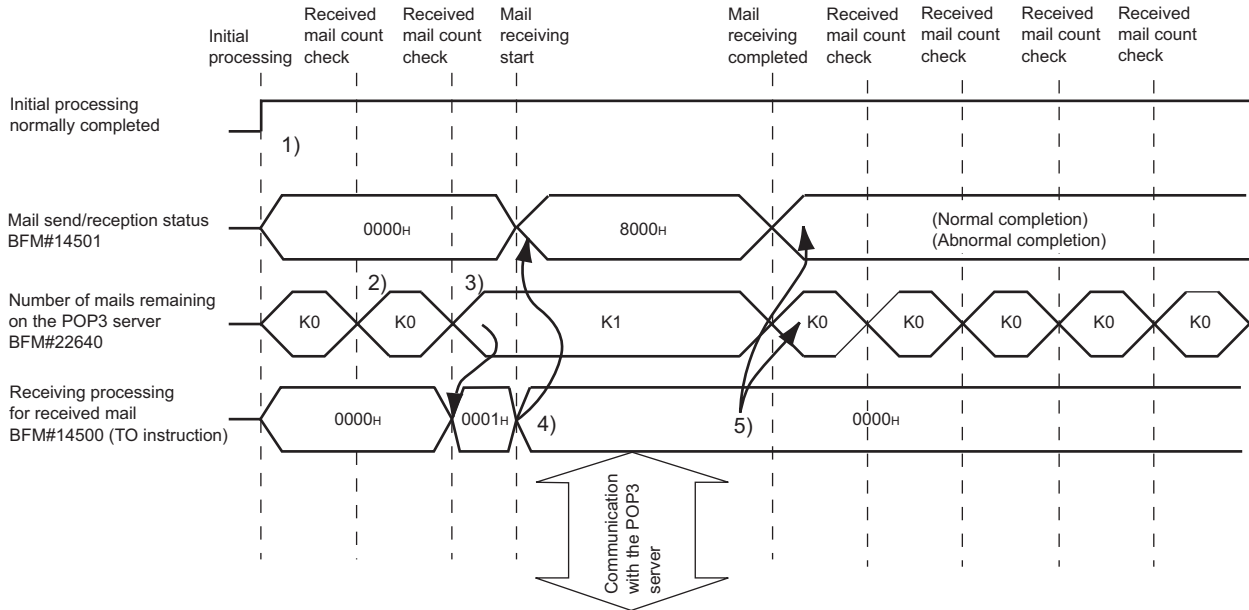 Initial
processing
Received
mail count
check
Received
mail count
check
Mail
receiving
start
Mail
receiving
completed
Received
mail count
check
Received
mail count
check
Received
mail count
check
Received
mail count
check
Initial processing
normally completed
1)
Mail send/reception status
BFM#14501
0000H
8000H
(Normal completion)
(Abnormal completion)
2)
3)
Number of mails remaining
on the POP3 server
BFM#22640
K0
K0
K1
K0
K0
K0
K0
K0
Receiving processing
for received mail
BFM#14500 (TO instruction)
0000H
0001H
4)
5)
0000H
Communication
with the POP3
server